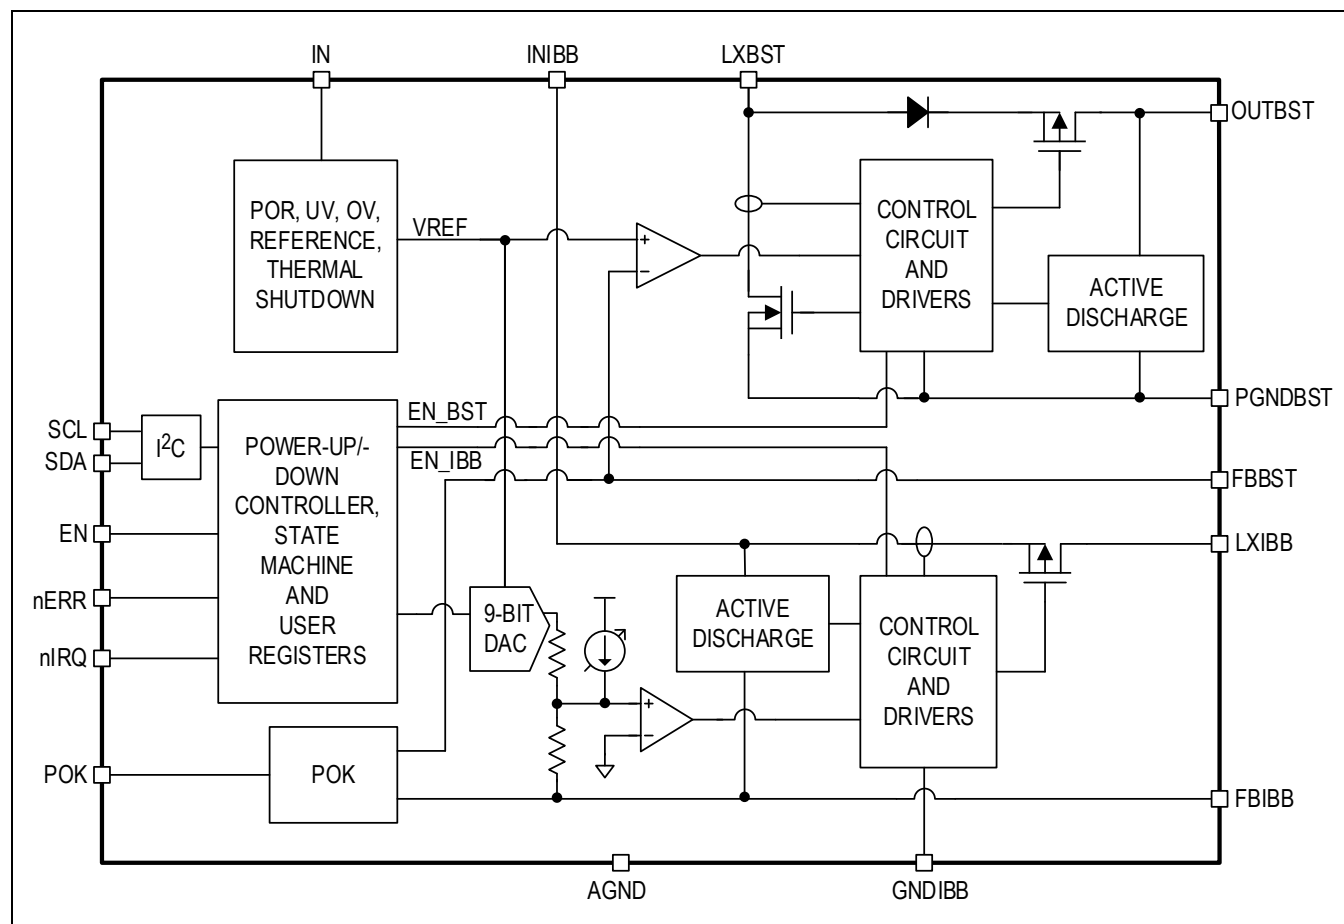 IN
INIBB
LXBST
OUTBST
POR, UV, OV,
REFERENCE,
THERMAL
SHUTDOWN
VREF
+
−
CONTROL
CIRCUIT
AND
DRIVERS
ACTIVE
DISCHARGE
PGNDBST
SCL
SDA
I²C
POWER-UP/-
DOWN
CONTROLLER,
STATE
MACHINE
AND
USER
REGISTERS
EN_BST
EN_IBB
FBBST
EN
LXIBB
nERR
nIRQ
9-BIT
DAC
ACTIVE
DISCHARGE
CONTROL
CIRCUIT
AND
DRIVERS
+
−
POK
POK
FBIBB
AGND
GNDIBB